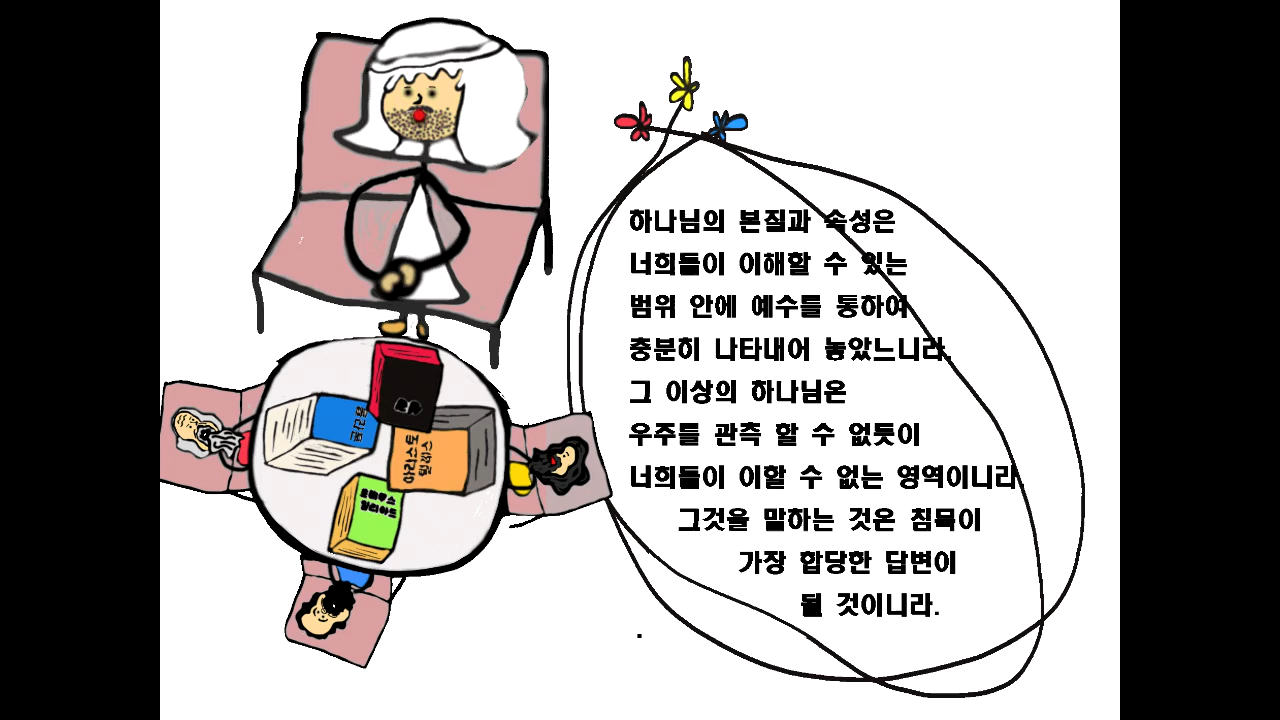 하나님의 본질과 속성은
너희들이 이해할 수 있는
범위 안에 예수를 통하여
충분히 나타내어 놓았느니라.
그 이상의 하나님은
우주를 관측 할 수 없듯이
너희들이 이할 수 없는 영역이니라
그것을 말하는 것은 침묵이
가장 합당한 답변이
될 것이니라.
아리스토
텔레스